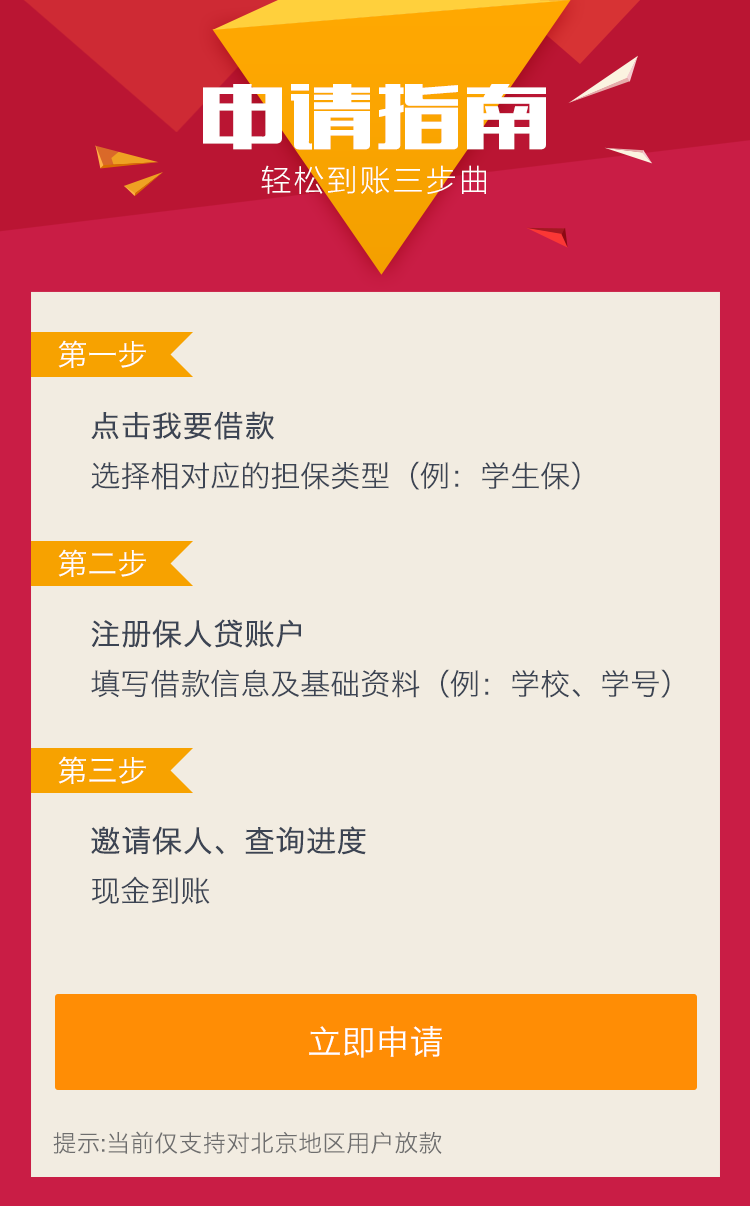 申请指南
轻松到账三步曲
第一步
点击我要借款
选择相对应的担保类型（例：学生保）
第二步
注册保人贷账户
填写借款信息及基础资料（例：学校、学号）
第三步
邀请保人、查询进度
现金到账
立即申请
提示:当前仅支持对北京地区用户放款